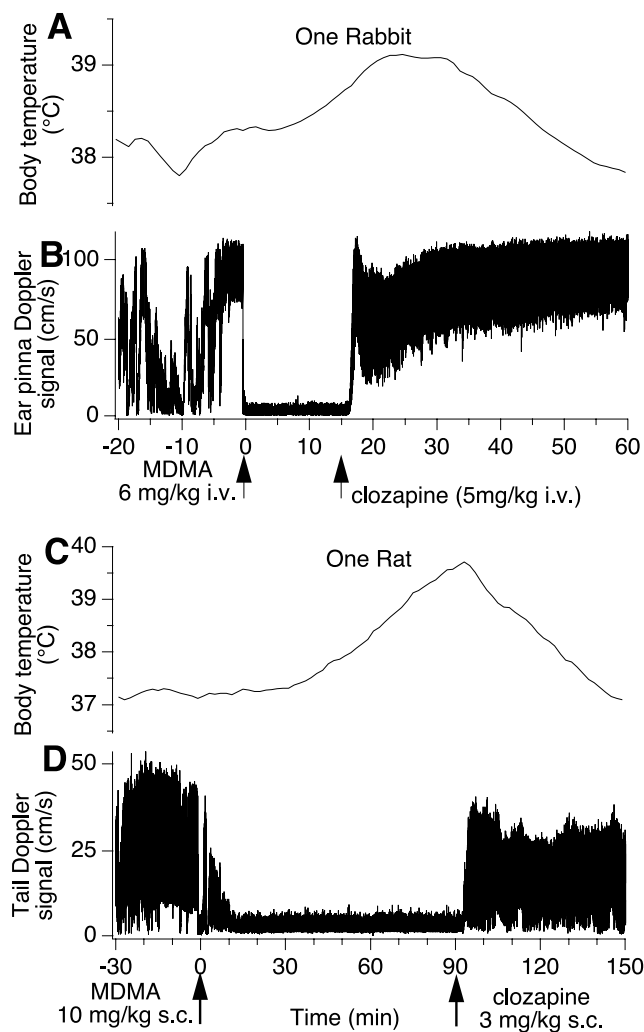 A
One Rabbit
Body temperature
(°C)
39
38
B
Ear pinna Doppler
signal (cm/s)
100
50
0
-20 -10 0 10 20 30 40 50 60
MDMA
6 mg/kg i.v.
clozapine (5mg/kg i.v.)
C
One Rat
Body temperature
(°C)
40
39
38
37
D
Tail Doppler
signal (cm/s)
50
25
0
-30 0 30 60 90 120 150
MDMA
10 mg/kg s.c.
Time (min)
clozapine
3 mg/kg s.c.